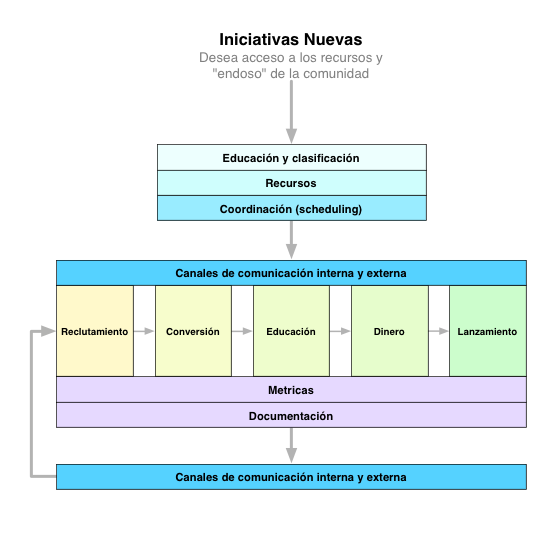 Iniciativas Nuevas
Desea acceso a los recursos y
"endoso" de la comunidad
Educación y clasificación
Recursos
Coordinación (scheduling)
Canales de comunicación interna y externa
Reclutamiento
Conversión
Educación
Dinero
Lanzamiento
Metricas
Documentación
Canales de comunicación interna y externa